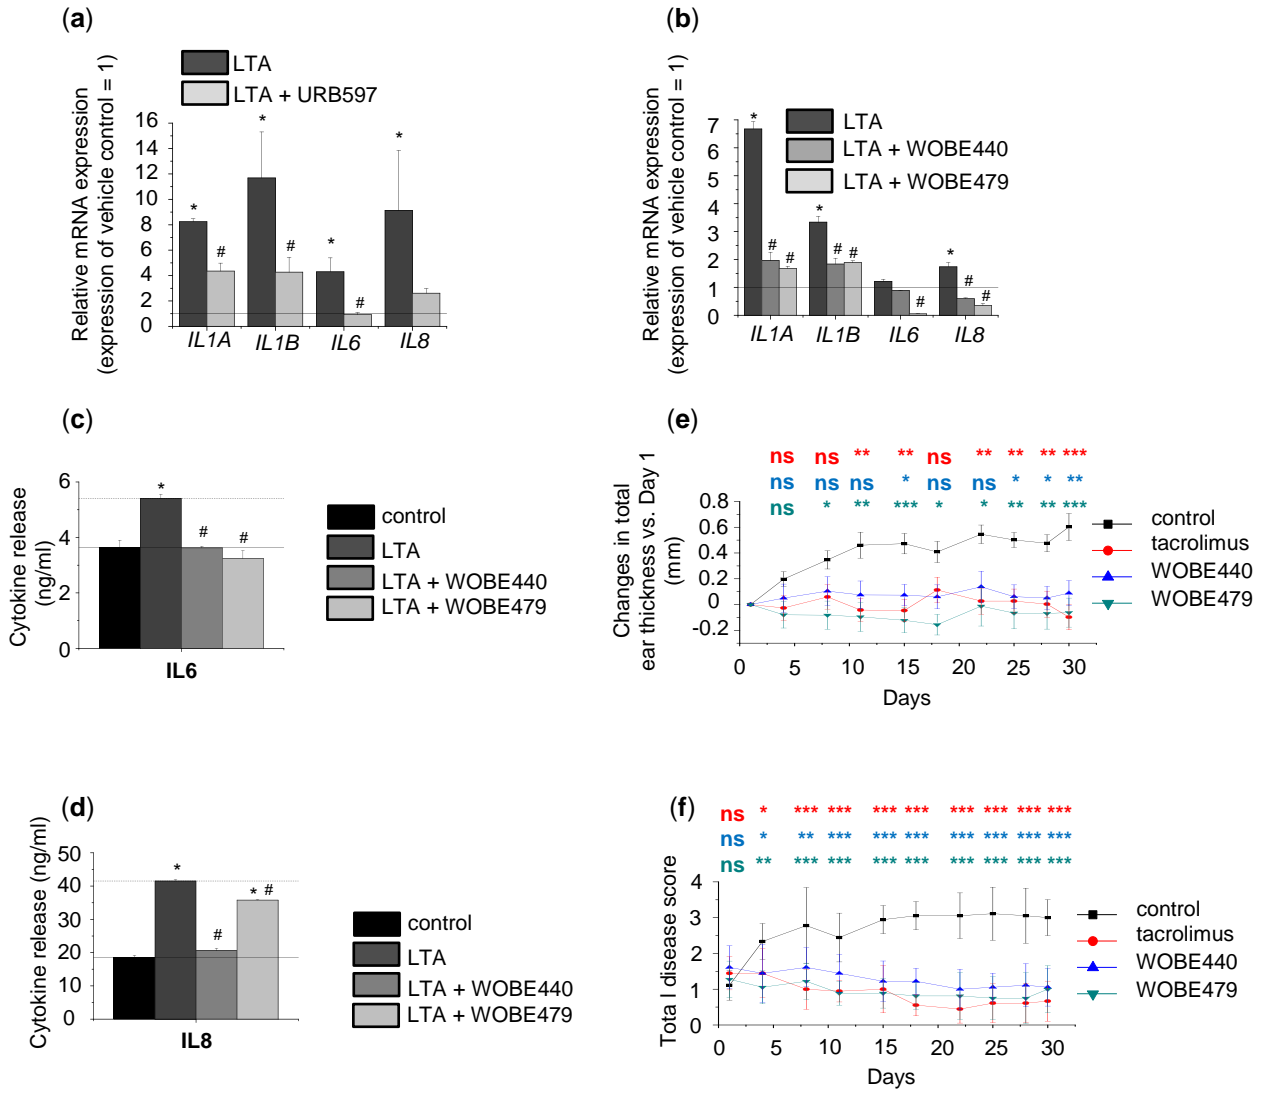 (a)
LTA
LTA + URB597
Relative mRNA expression
(expression of vehicle control = 1)
16
14
12
10
8
6
4
2
0
*
#
*
#
*
#
*
IL1A
IL1B
IL6
IL8
(b)
LTA
LTA + WOBE440
LTA + WOBE479
Relative mRNA expression
(expression of vehicle control = 1)
7
6
5
4
3
2
1
0
*
# #
*
# #
#
*
# #
IL1A
IL1B
IL6
IL8
(c)
Cytokine release
(ng/ml)
6
4
2
0
*
#
#
IL6
control
LTA
LTA + WOBE440
LTA + WOBE479
(e)
ns ns ** ** ns ** ** ** ***
ns ns ns * ns ns * * **
ns * ** *** * * ** ** ***
Changes in total
ear thickness vs. Day 1
(mm)
0.8
0.6
0.4
0.2
0
-0.2
0 5 10 15 20 25 30
Days
control
tacrolimus
WOBE440
WOBE479
(d)
Cytokine release (ng/ml)
50
40
30
20
10
0
*
#
* #
IL8
control
LTA
LTA + WOBE440
LTA + WOBE479
(f)
ns * *** *** *** *** *** *** *** ***
ns * ** *** *** *** *** *** *** ***
ns ** *** *** *** *** *** *** *** ***
Tota l disease score
4
3
2
1
0
0 5 10 15 20 25 30
Days
control
tacrolimus
WOBE440
WOBE479